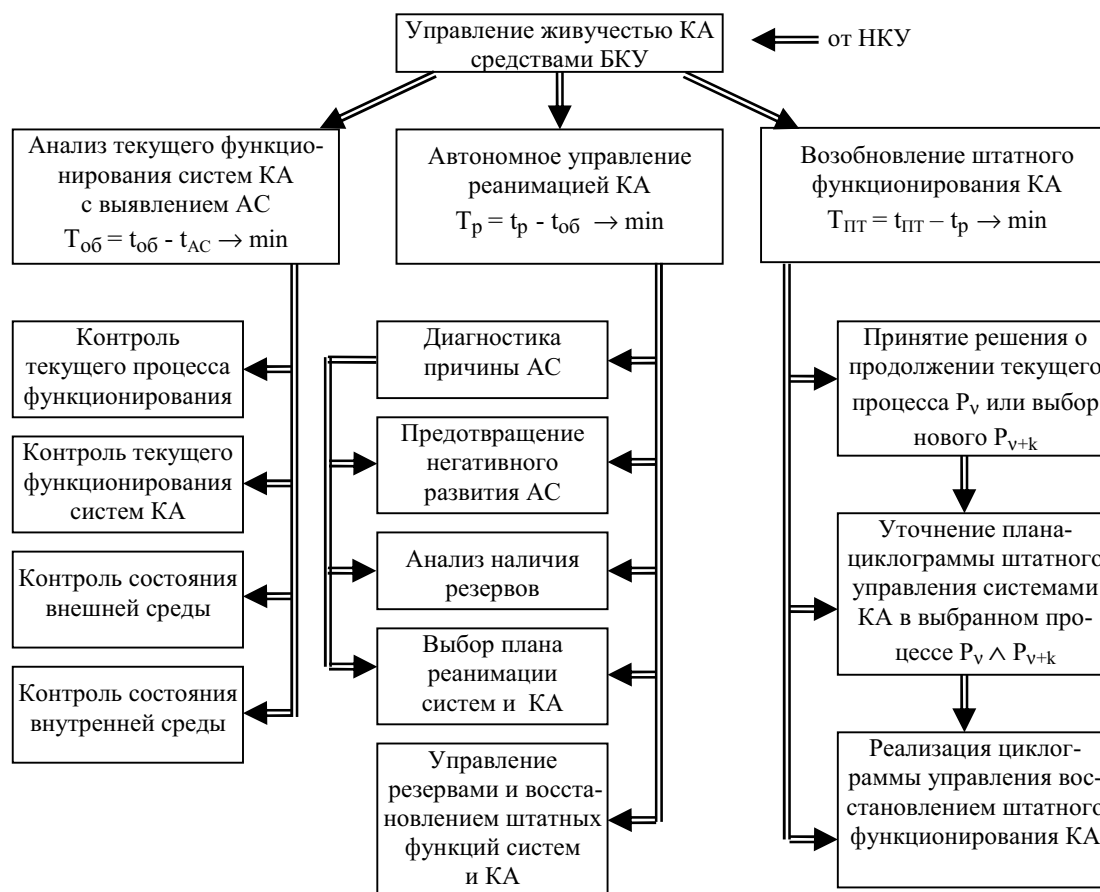 Управление живучестью КА
средствами БКУ
от НКУ
Анализ текущего функцио-
нирования систем КА
с выявлением АС
Tоб = tоб - tАС → min
Автономное управление
реанимацией КА
Tр = tр - tоб → min
Возобновление штатного
функционирования КА
TПТ = tПТ – tр → min
Контроль
текущего процесса
функционирования
Контроль текущего
функционирования
систем КА
Контроль состояния
внешней среды
Контроль состояния
внутренней среды
Диагностика
причины АС
Предотвращение
негативного
развития АС
Анализ наличия
резервов
Выбор плана
реанимации
систем и КА
Управление
резервами и восста-
новлением штатных
функций систем
и КА
Принятие решения о
продолжении текущего
процесса Pν или выбор
нового Pν+k
Уточнение плана-
циклограммы штатного
управления системами
КА в выбранном про-
цессе Pν ∧ Pν+k
Реализация циклог-
раммы управления вос-
становлением штатного
функционирования КА